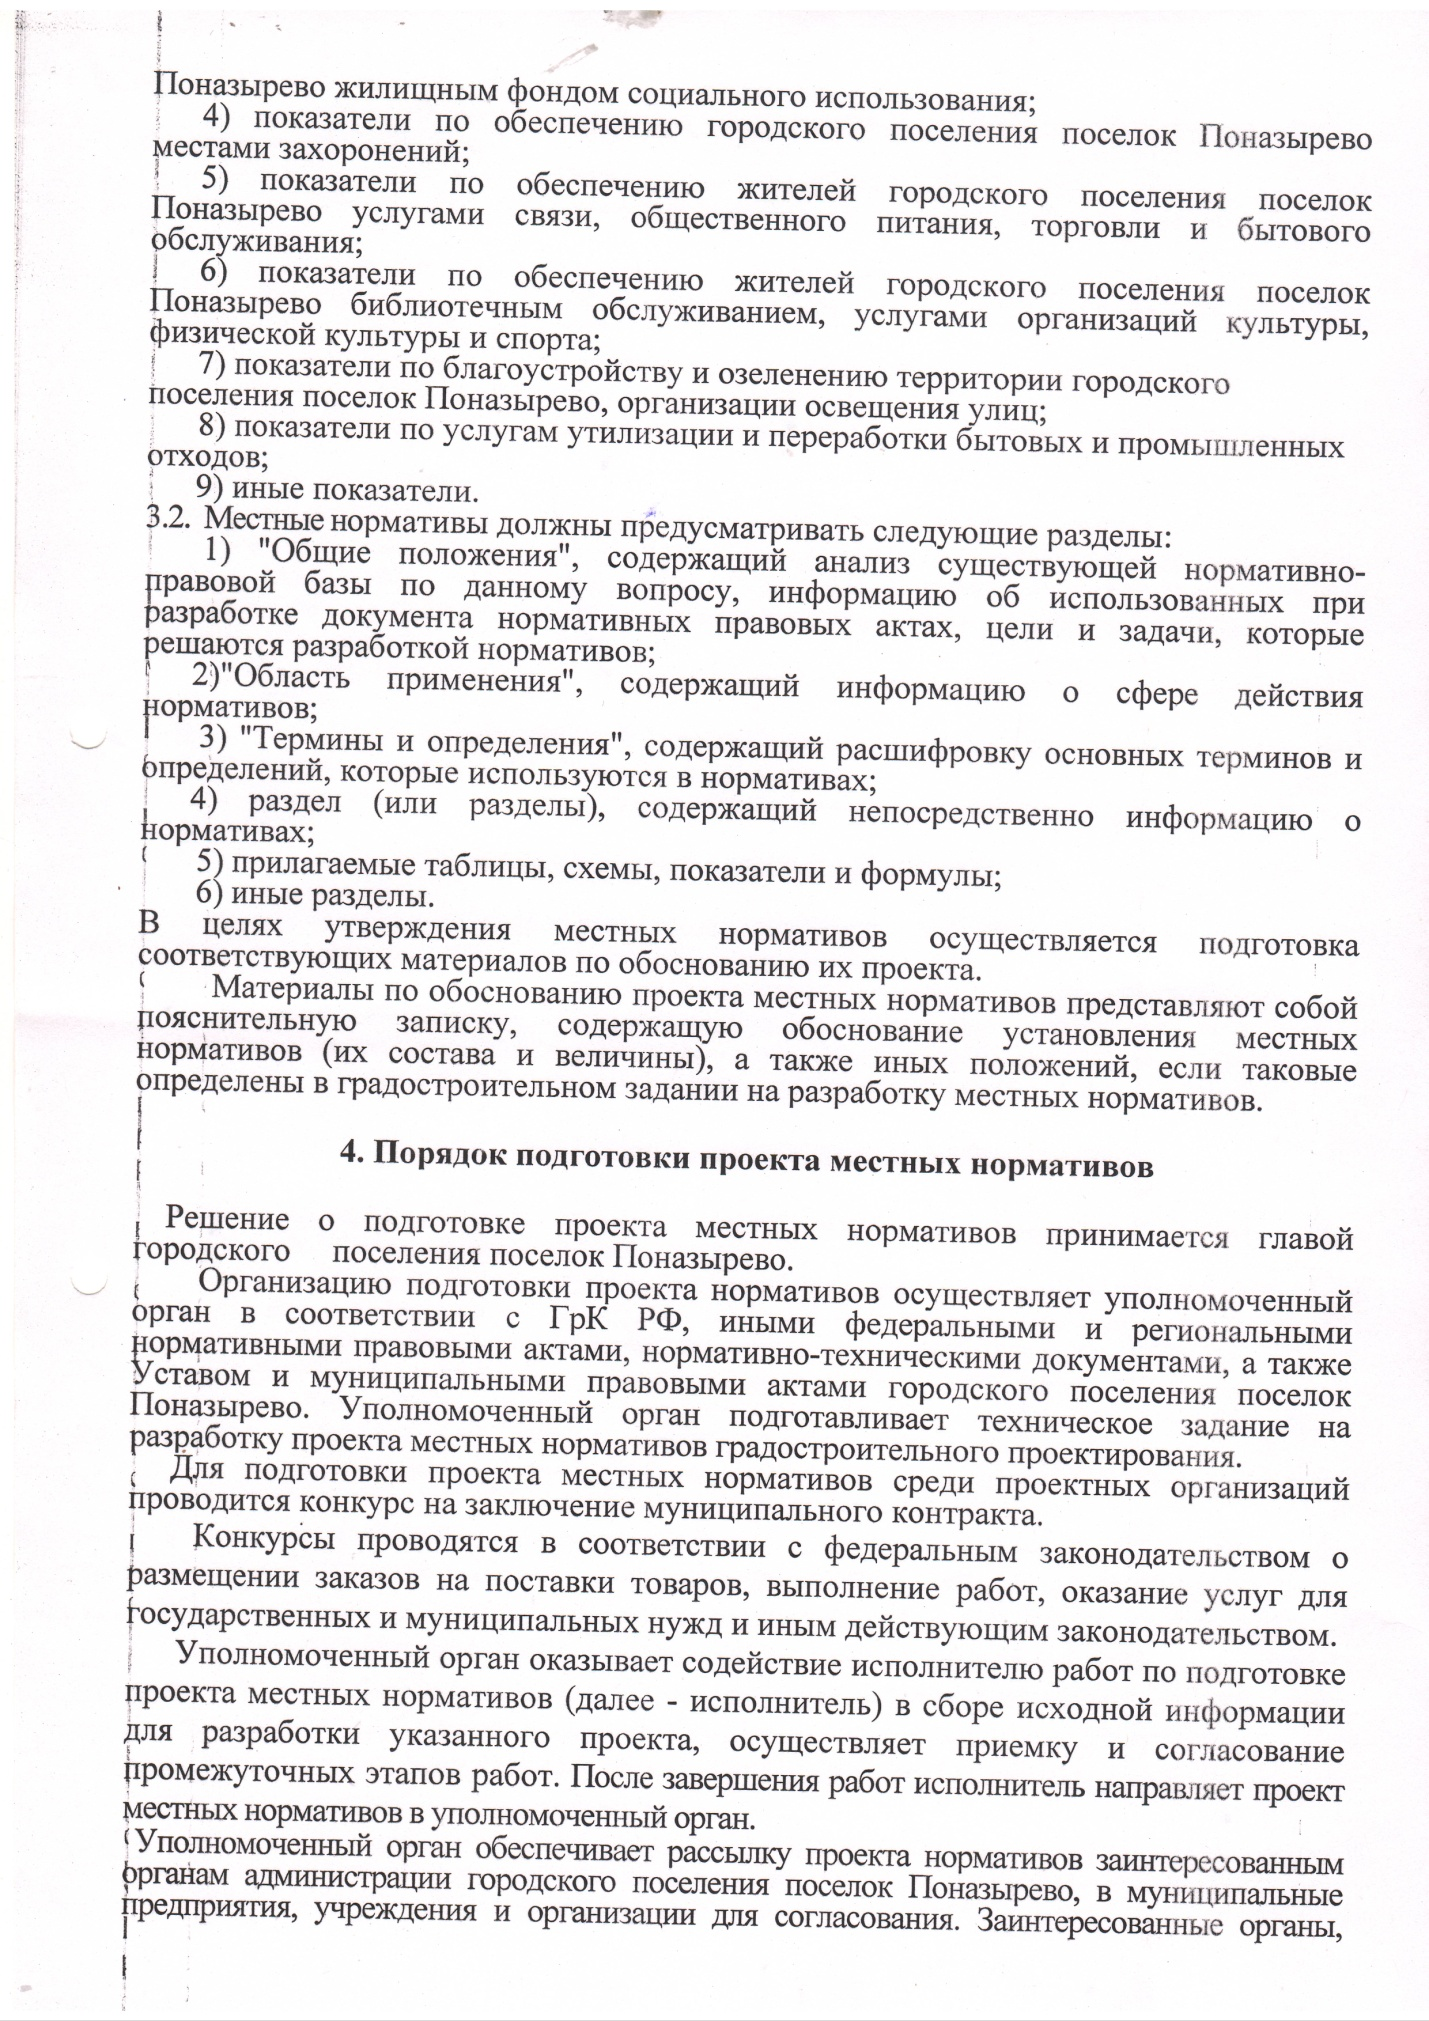 Поназырево жилищным фондом социального использования;
4) показатели по обеспечению городского поселения поселок Поназырево
местами захоронений;
5) показатели по обеспечению жителей городского поселения поселок
Поназырево услугами связи, общественного питания, торговли и бытового
обслуживания;
6) показатели по обеспечению жителей городского поселения поселок
Поназырево библиотечным обслуживанием, услугами организаций культуры,
физической культуры и спорта;
7) показатели по благоустройству и озеленению территории городского
поселения поселок Поназырево, организации освещения улиц;
8) показатели по услугам утилизации и переработки бытовых и промышленных
отходов;
9) иные показатели.
3.2. Местные нормативы должны предусматривать следующие разделы:
1) "Общие положения", содержащий анализ существующей нормативно-
правовой базы по данному вопросу, информацию об использованных при
разработке документа нормативных правовых актах, цели и задачи, которые
решаются разработкой нормативов;
2)"Область применения", содержащий информацию о сфере действия
нормативов;
3) "Термины и определения", содержащий расшифровку основных терминов и
определений, которые используются в нормативах;
4) раздел (или разделы), содержащий непосредственно информацию о
нормативах;
5) прилагаемые таблицы, схемы, показатели и формулы;
6) иные разделы.
В целях утверждения местных нормативов осуществляется подготовка
соответствующих материалов по обоснованию их проекта.
Материалы по обоснованию проекта местных нормативов представляют собой
пояснительную записку, содержащую обоснование установления местных
нормативов (их состава и величины), а также иных положений, если таковые
определены в градостроительном задании на разработку местных нормативов.
4. Порядок подготовки проекта местных нормативов
Решение о подготовке проекта местных нормативов принимается главой
городского поселения поселок Поназырево.
Организацию подготовки проекта нормативов осуществляет уполномоченный
орган в соответствии с ГрК РФ, иными федеральными и региональными
нормативными правовыми актами, нормативно-техническими документами, а также
Уставом и муниципальными правовыми актами городского поселения поселок
Поназырево. Уполномоченный орган подготавливает техническое задание на
разработку проекта местных нормативов градостроительного проектирования.
Для подготовки проекта местных нормативов среди проектных организаций
проводится конкурс на заключение муниципального контракта.
Конкурсы проводятся в соответствии с федеральным законодательством о
размещении заказов на поставки товаров, выполнение работ, оказание услуг для
государственных и муниципальных нужд и иным действующим законодательством.
Уполномоченный орган оказывает содействие исполнителю работ по подготовке
проекта местных нормативов (далее - исполнитель) в сборе исходной информации
для разработки указанного проекта, осуществляет приемку и согласование
промежуточных этапов работ. После завершения работ исполнитель направляет проект
местных нормативов в уполномоченный орган.
Уполномоченный орган обеспечивает рассылку проекта нормативов заинтересованным
органам администрации городского поселения поселок Поназырево, в муниципальные
предприятия, учреждения и организации для согласования. Заинтересованные органы,